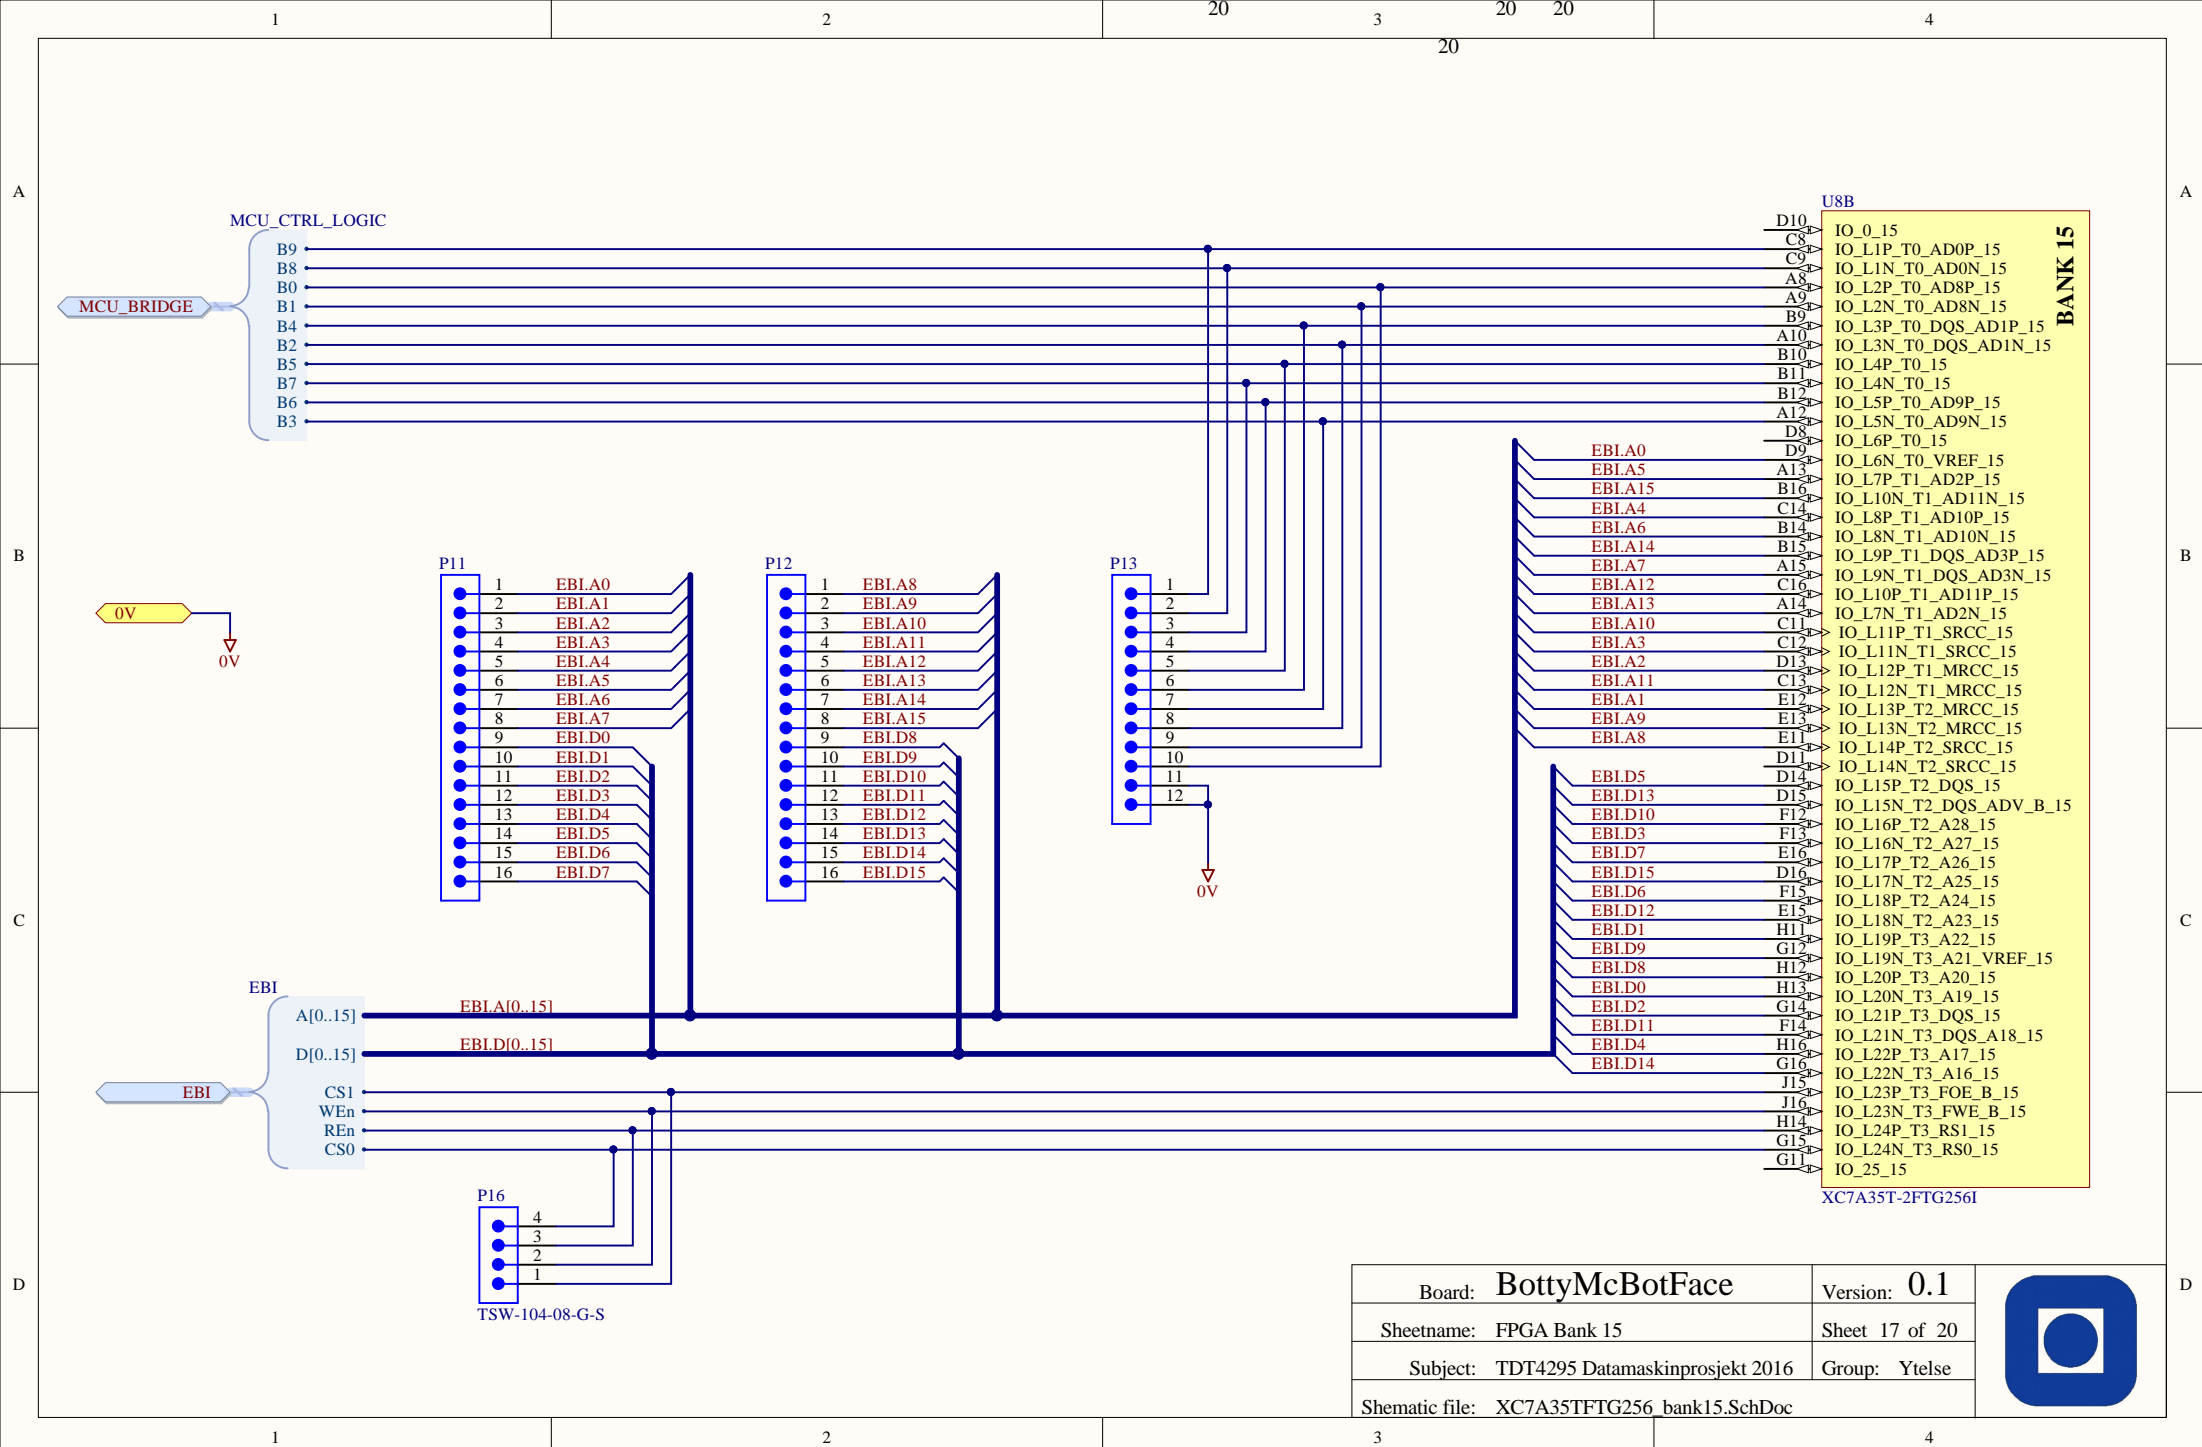 20 20 20
1 2 3 4
20
A A
MCU_CTRL_LOGIC
B9
B8
B0
B1
B4
B2
B5
B7
B6
B3
MCU_BRIDGE
U8B
BANK 15
D10 IO_0_15
C8 IO_L1P_T0_AD0P_15
C9 IO_L1N_T0_AD0N_15
A8 IO_L2P_T0_AD8P_15
A9 IO_L2N_T0_AD8N_15
B9 IO_L3P_T0_DQS_AD1P_15
A10 IO_L3N_T0_DQS_AD1N_15
B10 IO_L4P_T0_15
B11 IO_L4N_T0_15
B12 IO_L5P_T0_AD9P_15
A12 IO_L5N_T0_AD9N_15
D8 IO_L6P_T0_15
EBI.A0 D9 IO_L6N_T0_VREF_15
EBI.A5 A13 IO_L7P_T1_AD2P_15
EBI.A15 B16 IO_L10N_T1_AD11N_15
EBI.A4 C14 IO_L8P_T1_AD10P_15
EBI.A6 B14 IO_L8N_T1_AD10N_15
EBI.A14 B15 IO_L9P_T1_DQS_AD3P_15
EBI.A7 A15 IO_L9N_T1_DQS_AD3N_15
EBI.A12 C16 IO_L10P_T1_AD11P_15
EBI.A13 A14 IO_L7N_T1_AD2N_15
EBI.A10 C11 IO_L11P_T1_SRCC_15
EBI.A3 C12 IO_L11N_T1_SRCC_15
EBI.A2 D13 IO_L12P_T1_MRCC_15
EBI.A11 C13 IO_L12N_T1_MRCC_15
EBI.A1 E12 IO_L13P_T2_MRCC_15
EBI.A9 E13 IO_L13N_T2_MRCC_15
EBI.A8 E11 IO_L14P_T2_SRCC_15
D11 IO_L14N_T2_SRCC_15
EBI.D5 D14 IO_L15P_T2_DQS_15
EBI.D13 D15 IO_L15N_T2_DQS_ADV_B_15
EBI.D10 F12 IO_L16P_T2_A28_15
EBI.D3 F13 IO_L16N_T2_A27_15
EBI.D7 E16 IO_L17P_T2_A26_15
EBI.D15 D16 IO_L17N_T2_A25_15
EBI.D6 F15 IO_L18P_T2_A24_15
EBI.D12 E15 IO_L18N_T2_A23_15
EBI.D1 H11 IO_L19P_T3_A22_15
EBI.D9 G12 IO_L19N_T3_A21_VREF_15
EBI.D8 H12 IO_L20P_T3_A20_15
EBI.D0 H13 IO_L20N_T3_A19_15
EBI.D2 G14 IO_L21P_T3_DQS_15
EBI.D11 F14 IO_L21N_T3_DQS_A18_15
EBI.D4 H16 IO_L22P_T3_A17_15
EBI.D14 G16 IO_L22N_T3_A16_15
J15 IO_L23P_T3_FOE_B_15
J16 IO_L23N_T3_FWE_B_15
H14 IO_L24P_T3_RS1_15
G15 IO_L24N_T3_RS0_15
G11 IO_25_15
XC7A35T-2FTG256I
B B
0V
0V
P11
1 EBI.A0
2 EBI.A1
3 EBI.A2
4 EBI.A3
5 EBI.A4
6 EBI.A5
7 EBI.A6
8 EBI.A7
9 EBI.D0
10 EBI.D1
11 EBI.D2
12 EBI.D3
13 EBI.D4
14 EBI.D5
15 EBI.D6
16 EBI.D7
P12
1 EBI.A8
2 EBI.A9
3 EBI.A10
4 EBI.A11
5 EBI.A12
6 EBI.A13
7 EBI.A14
8 EBI.A15
9 EBI.D8
10 EBI.D9
11 EBI.D10
12 EBI.D11
13 EBI.D12
14 EBI.D13
15 EBI.D14
16 EBI.D15
P13
1
2
3
4
5
6
7
8
9
10
11
12
0V
C C
EBI
A[0..15] EBI.A[0..15]
D[0..15] EBI.D[0..15]
EBI
CS1
WEn
REn
CS0
P16
4
3
2
1
TSW-104-08-G-S
D D
Board: BottyMcBotFace Version: 0.1
Sheetname: FPGA Bank 15 Sheet 17 of 20
Subject: TDT4295 Datamaskinprosjekt 2016 Group: Ytelse
Shematic file: XC7A35TFTG256_bank15.SchDoc
1 2 3 4